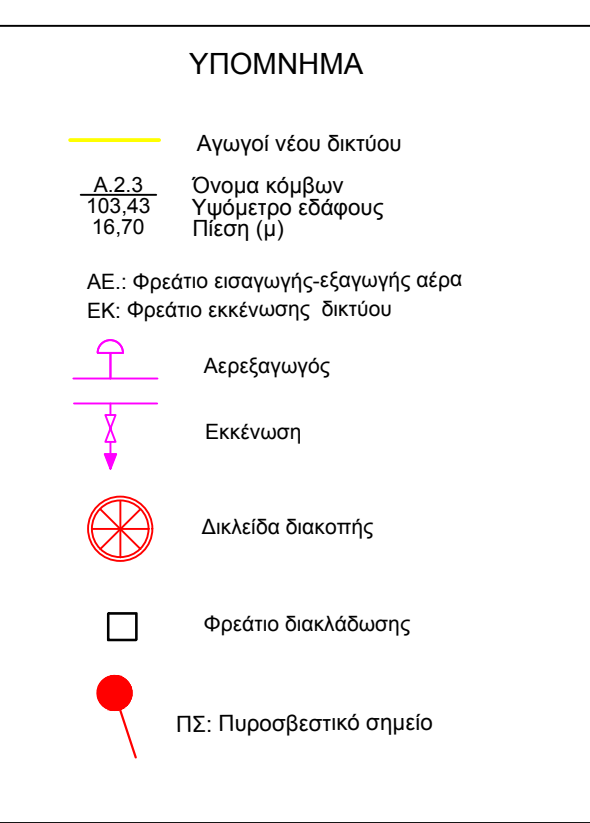 ΥΠΟΜΝΗΜΑ
Αγωγοί νέου δικτύου
Α.2.3 Όνομα κόμβων
103,43 Υψόμετρο εδάφους
16,70 Πίεση (μ)
ΑΕ.: Φρεάτιο εισαγωγής-εξαγωγής αέρα
ΕΚ: Φρεάτιο εκκένωσης δικτύου
Αερεξαγωγός
Εκκένωση
Δικλείδα διακοπής
Φρεάτιο διακλάδωσης
ΠΣ: Πυροσβεστικό σημείο